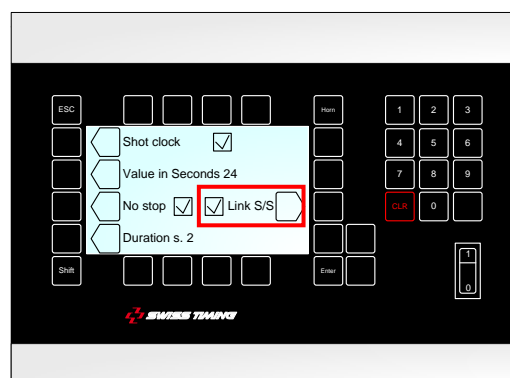 ESC
Horn
1 2 3
Shot clock
4 5 6
Value in Seconds 24
7 8 9
No stop
Link S/S
CLR 0
Duration s. 2
Shift
Enter
1
0
SWISS TIMING